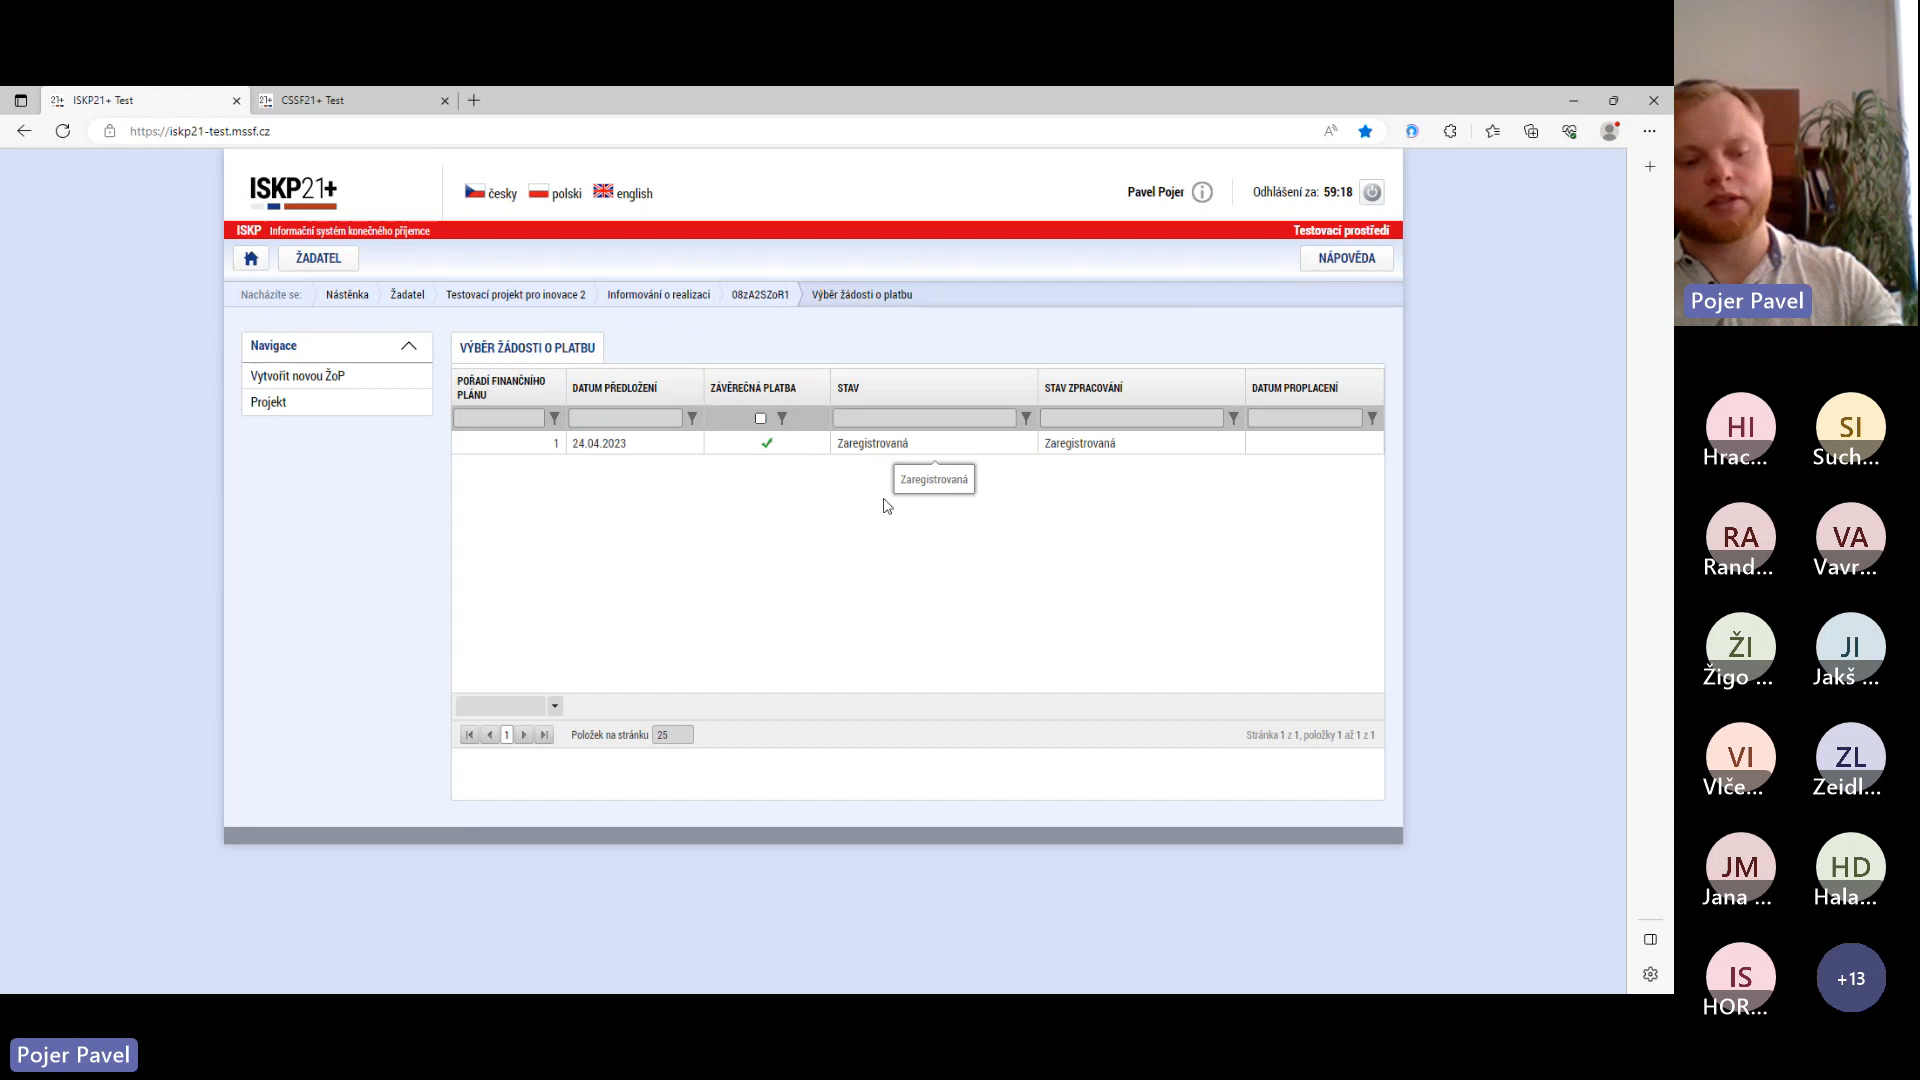 ISKP21+ Test
CSSF21+ Test
https://iskp21-test.mssf.cz
ISKP21+
česky
polski
english
Pavel Pojer
Odhlášení za: 59:18
ISKP Informační systém konečného příjemce
Testovací prostředí
ŽADATEL
NÁPOVĚDA
Nacházíte se: Nástěnka Žadatel Testovací projekt pro inovace 2 Informování o realizaci 08zA2SZoR1 Výběr žádosti o platbu
Navigace
Vytvořit novou ŽoP
Projekt
VÝBĚR ŽÁDOSTI O PLATBU
POŘADÍ FINANČNÍHO PLÁNU
DATUM PŘEDLOŽENÍ
ZÁVĚREČNÁ PLATBA
STAV
STAV ZPRACOVÁNÍ
DATUM PROPLACENÍ
1 24.04.2023 Zaregistrovaná Zaregistrovaná
Zaregistrovaná
1
Položek na stránku 25
Stránka 1 z 1, položky 1 až 1 z 1
Pojer Pavel
HI
Hrac...
SI
Such...
RA
Rand...
VA
Vavr...
ŽI
Žigo ...
JI
Jakš ...
VI
Vlče...
ZL
Zeidl...
JM
Jana ...
HD
Hala...
IS
HOR...
+13
Pojer Pavel